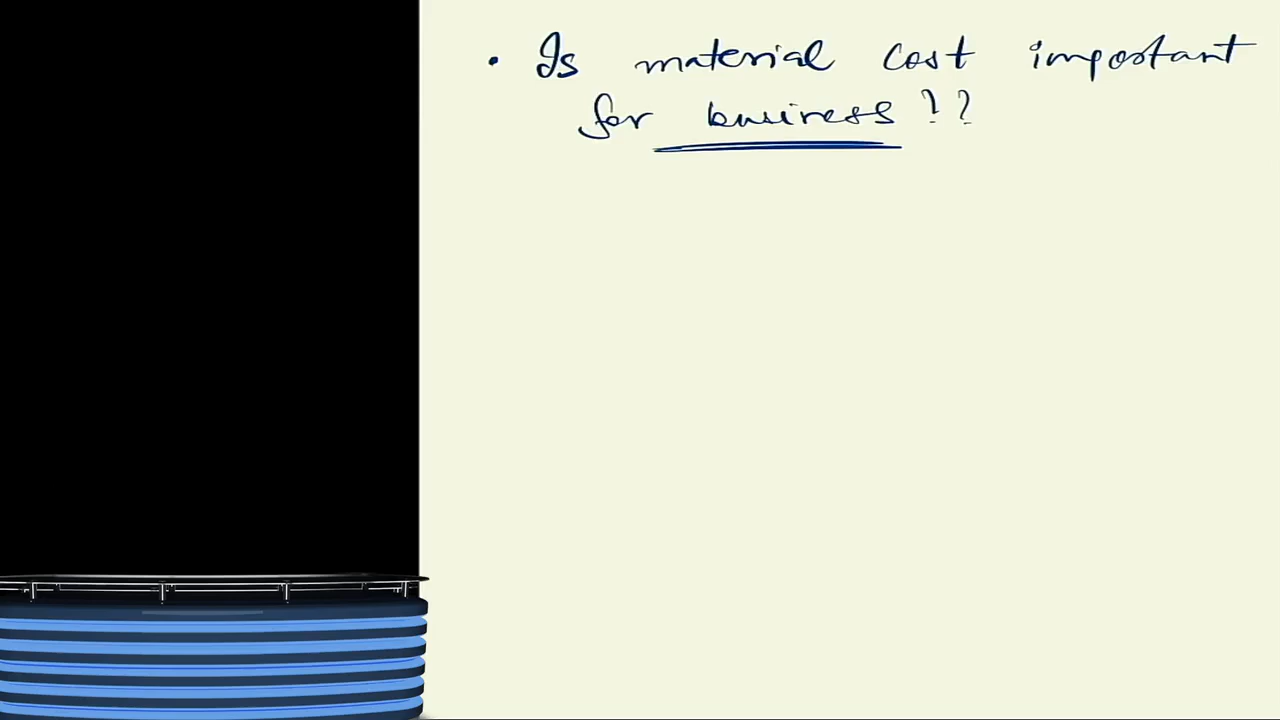 • Is material cost important
for business ??